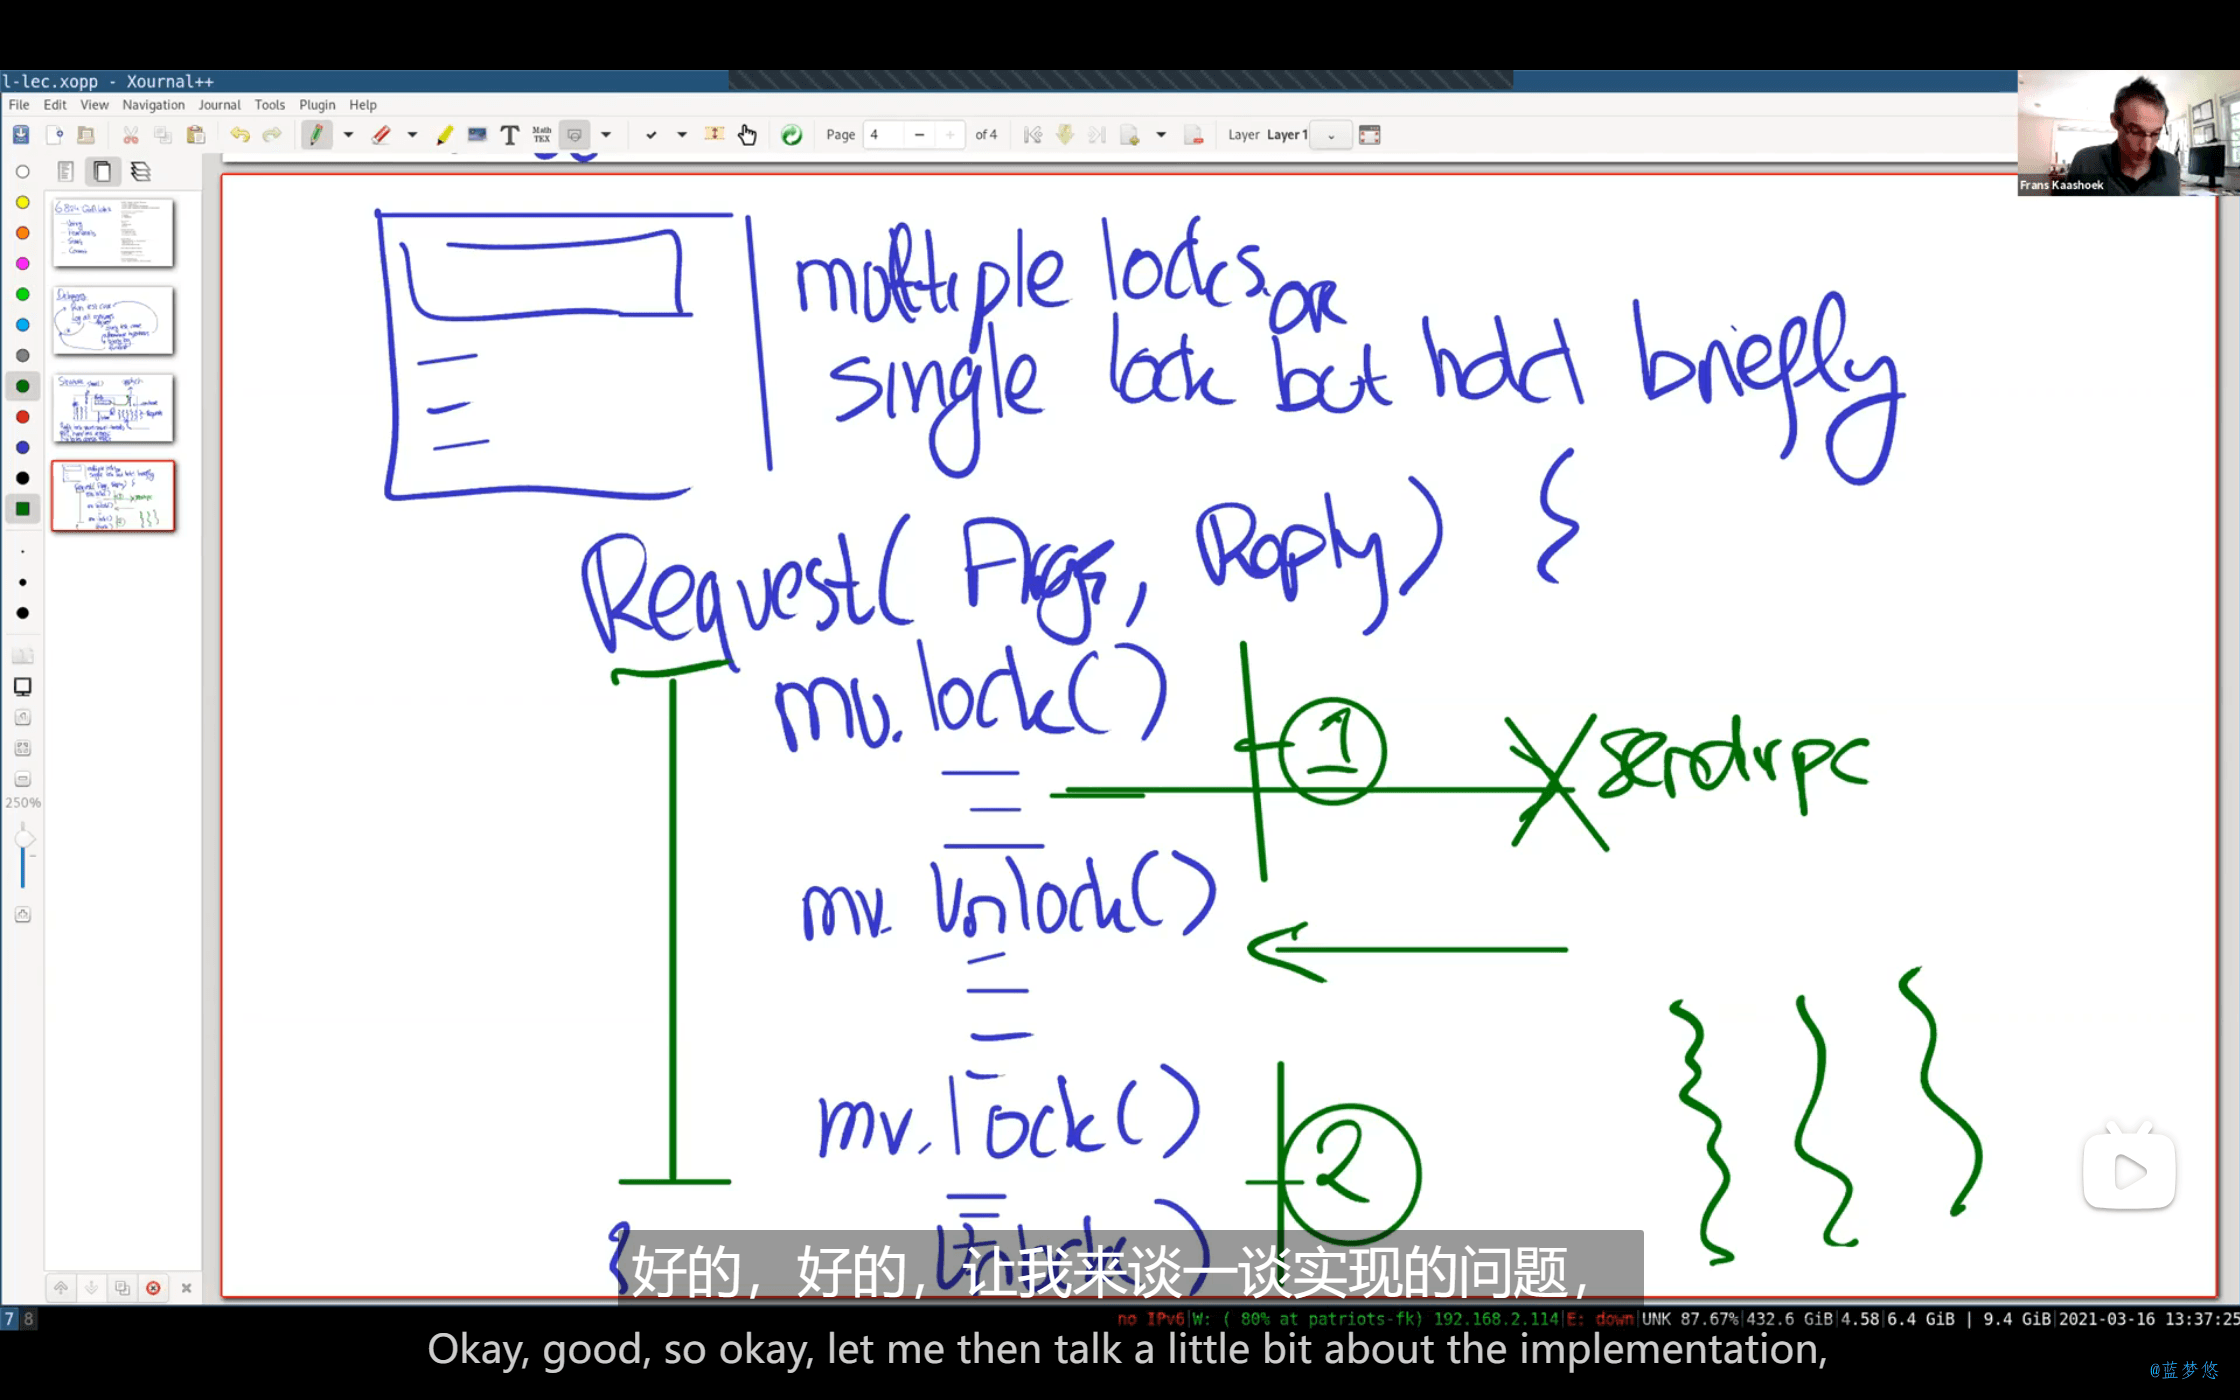 l-lec.xopp - Xournal++
File Edit View Navigation Journal Tools Plugin Help
Page 4 of 4 Layer Layer 1
Frans Kaashoek
multiple locks or
single lock but hold briefly
Request( Args, Reply) {
mu.lock()
1
sendrpc
mu. Unlock()
mu.lock()
2
Unlock()
250%
好的，好的，让我来谈一谈实现的问题，
7 8
no IPv6|W: ( 80% at patriots-fk) 192.168.2.114|E: down|UNK 87.67%|432.6 GiB|4.58|6.4 GiB | 9.4 GiB|2021-03-16 13:37:25
Okay, good, so okay, let me then talk a little bit about the implementation,
@蓝梦悠